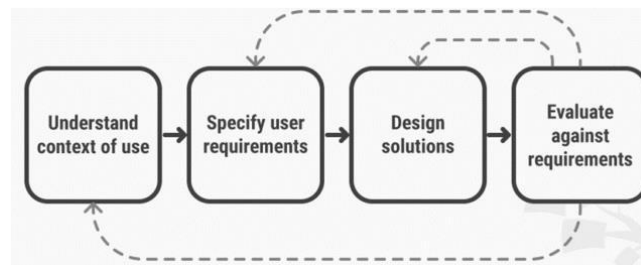 Understand
context of use
Specify user
requirements
Design
solutions
Evaluate
against
requirements